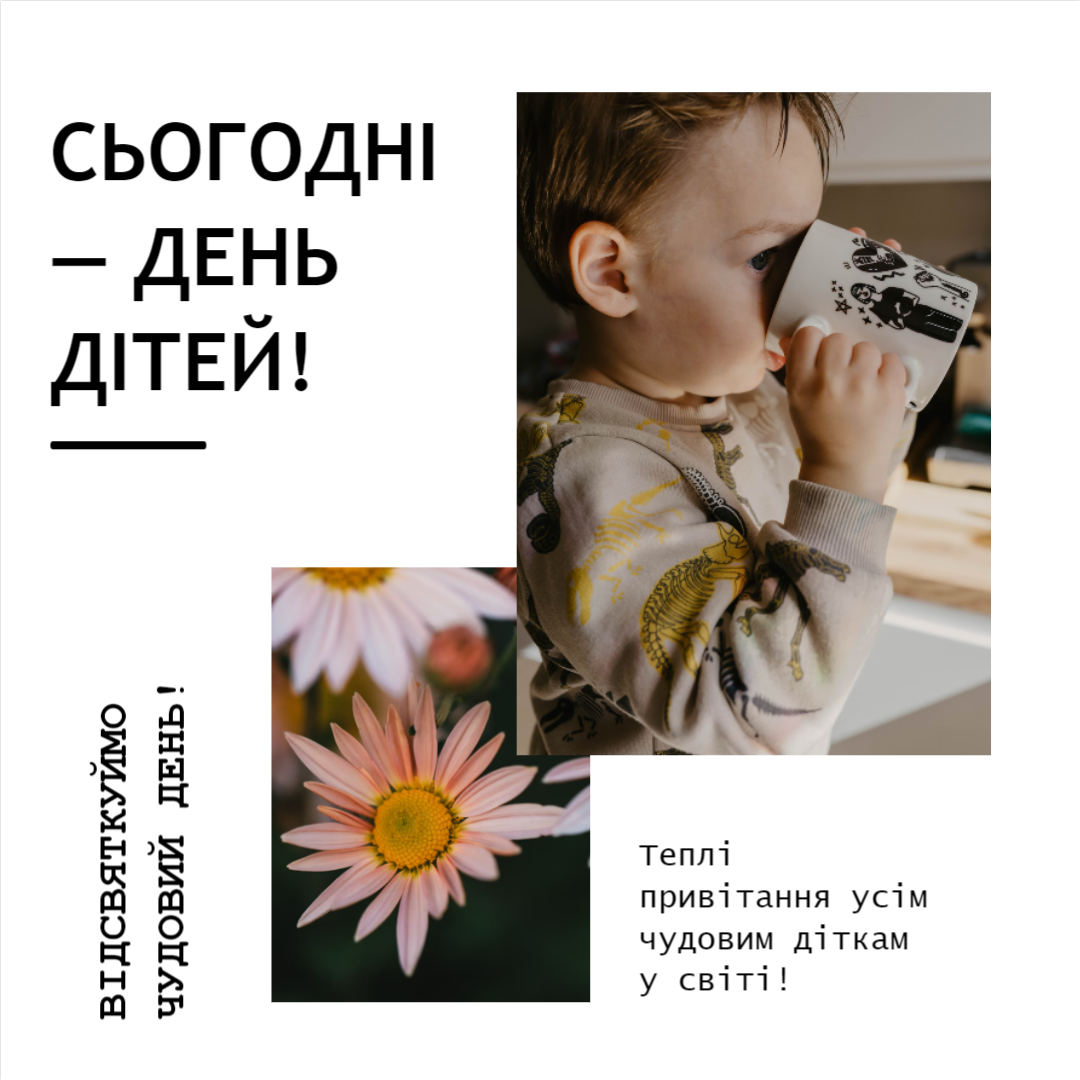 СЬОГОДНІ
– ДЕНЬ
ДІТЕЙ!
ВІДСВЯТКУЙМО
ЧУДОВИЙ ДЕНЬ!
Теплі
привітання усім
чудовим діткам
у світі!